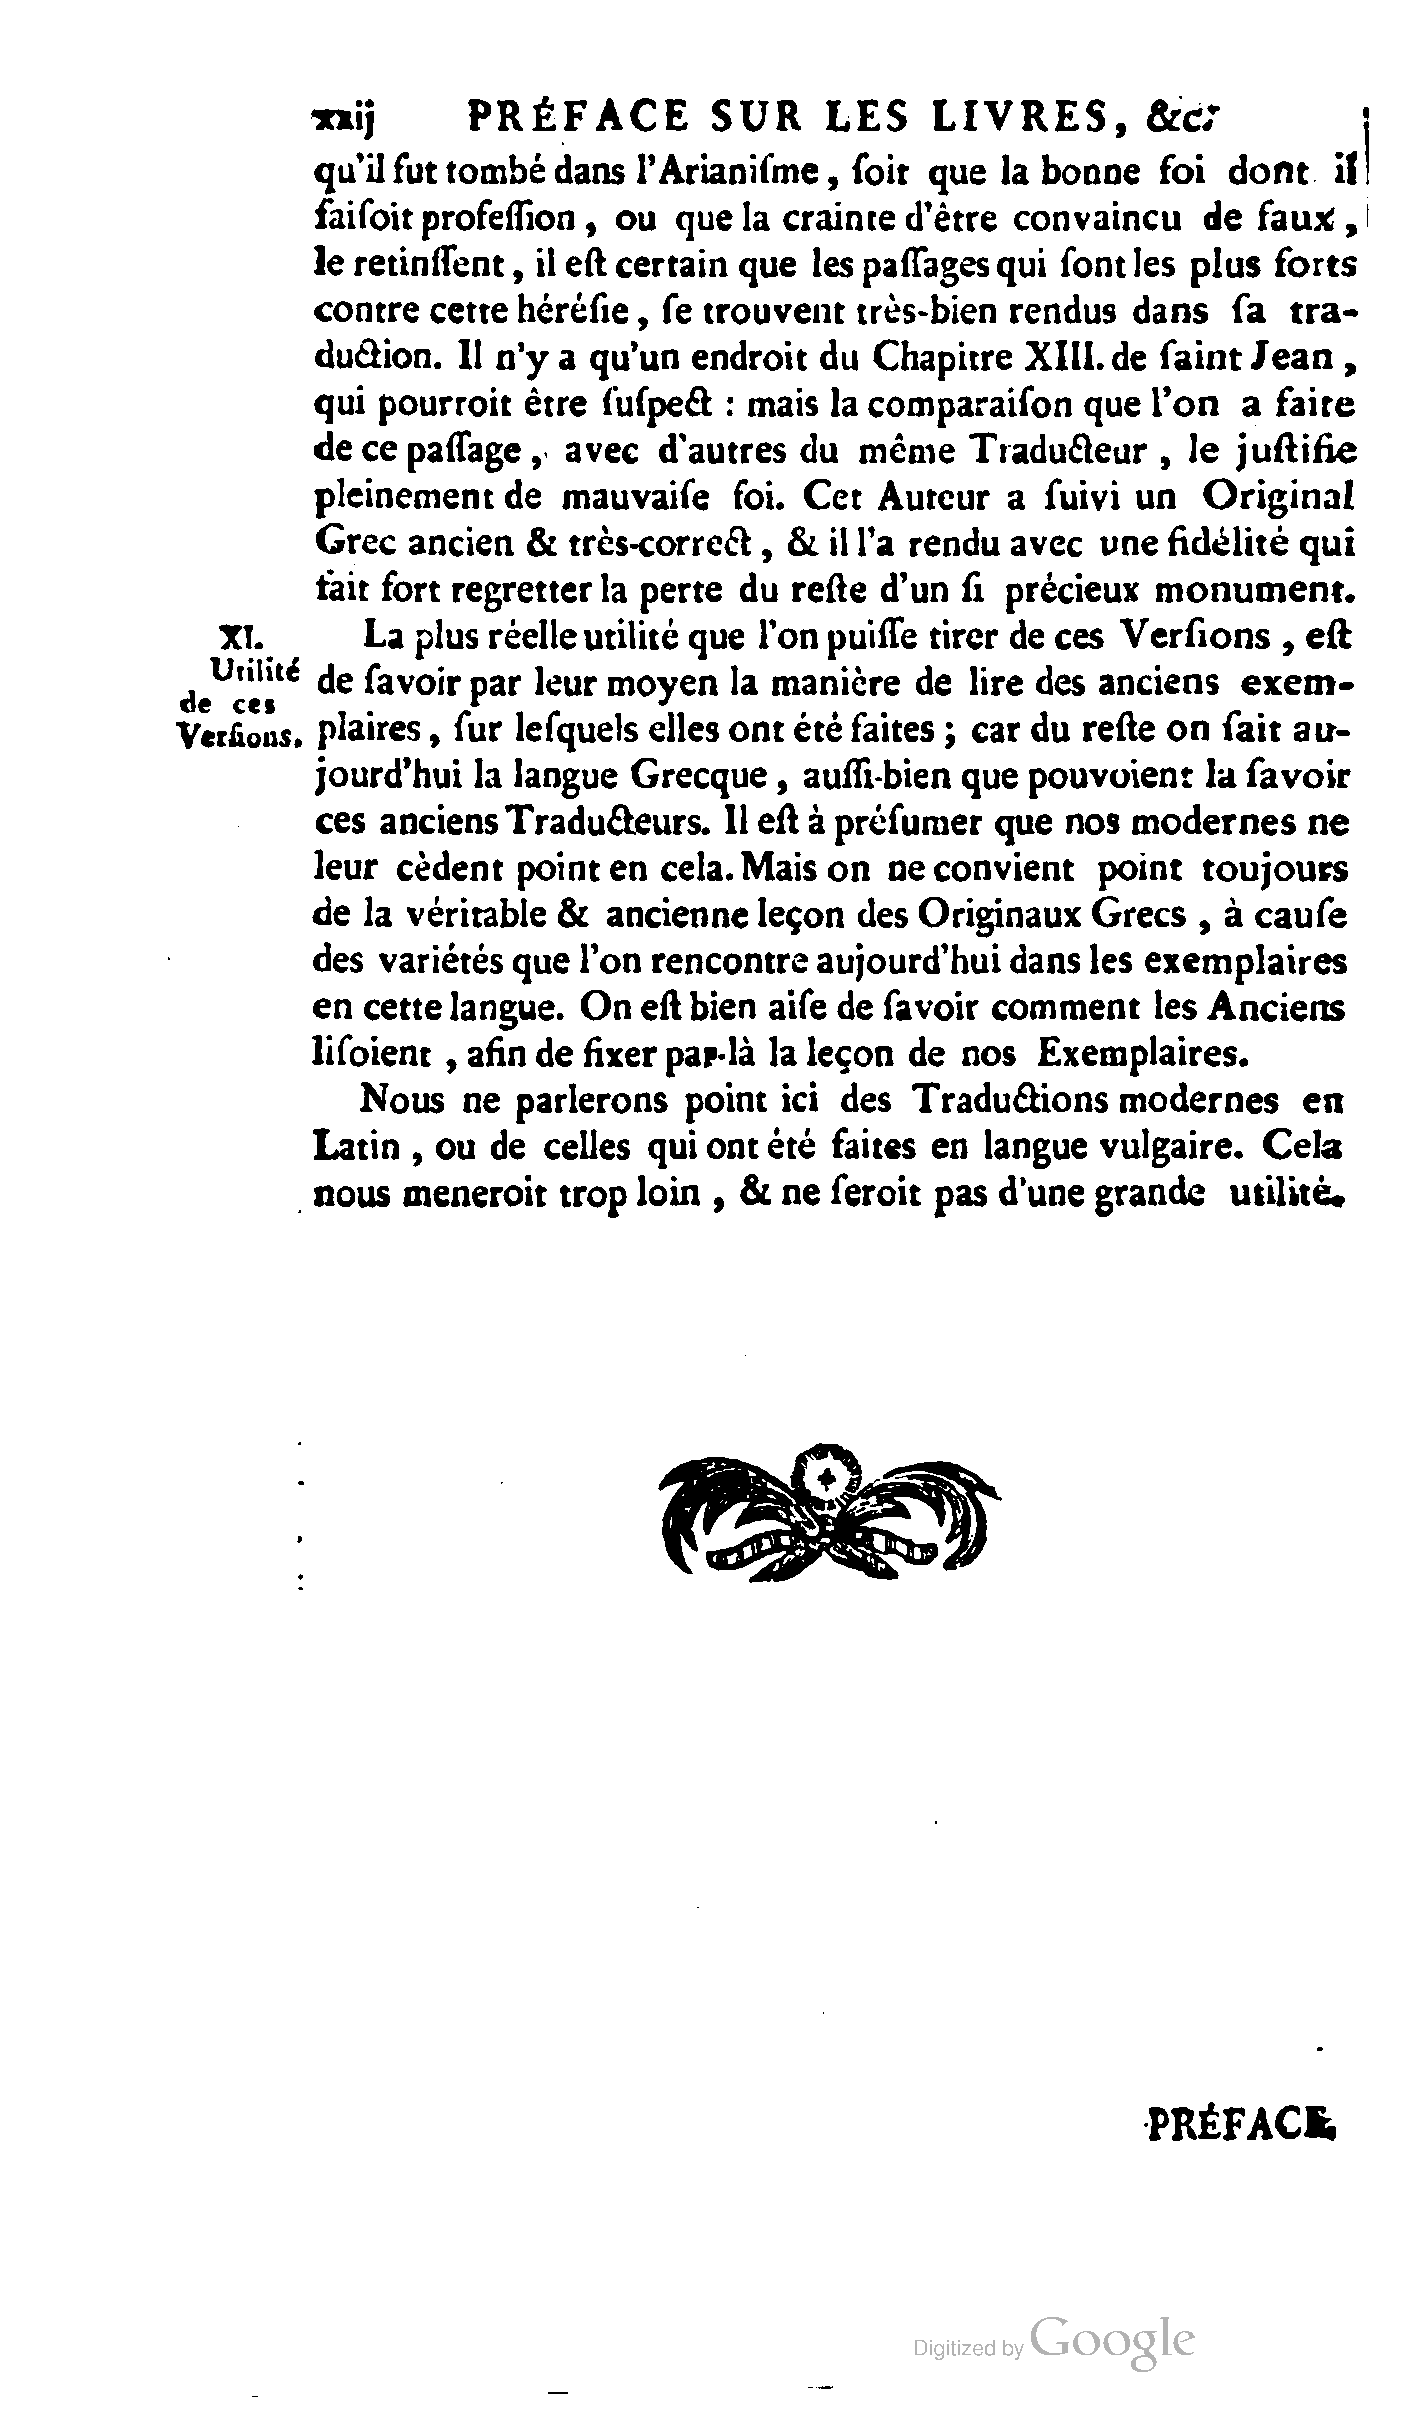 xxij PRÉFACE SUR LES LIVRES, &c.
qu'il fut tombé dans l'Arianiſme, ſoit que la bonne foi dont il
faiſoit profeſſion, ou que la crainte d'être convaincu de faux,
le retinſſent, il eſt certain que les paſſages qui ſont les plus forts
contre cette héréſie, ſe trouvent très-bien rendus dans ſa tra-
duction. Il n'y a qu'un endroit du Chapitre XIII. de ſaint Jean,
qui pourroit être ſuſpect : mais la comparaiſon que l'on a faite
de ce paſſage, avec d'autres du même Traducteur, le juſtifie
pleinement de mauvaiſe foi. Cet Auteur a ſuivi un Original
Grec ancien & très-correct, & il l'a rendu avec une fidélité qui
fait fort regretter la perte du reſte d'un ſi précieux monument.
XI.
Utilité
de ces
Verſions.
La plus réelle utilité que l'on puiſſe tirer de ces Verſions, eſt
de ſavoir par leur moyen la manière de lire des anciens exem-
plaires, ſur leſquels elles ont été faites ; car du reſte on ſait au-
jourd'hui la langue Grecque, auſſi-bien que pouvoient la ſavoir
ces anciens Traducteurs. Il eſt à préſumer que nos modernes ne
leur cèdent point en cela. Mais on ne convient point toujours
de la véritable & ancienne leçon des Originaux Grecs, à cauſe
des variétés que l'on rencontre aujourd'hui dans les exemplaires
en cette langue. On eſt bien aiſe de ſavoir comment les Anciens
liſoient, afin de fixer par-là la leçon de nos Exemplaires.
Nous ne parlerons point ici des Traductions modernes en
Latin, ou de celles qui ont été faites en langue vulgaire. Cela
nous meneroit trop loin, & ne ſeroit pas d'une grande utilité.
PRÉFACE
Digitized by Google